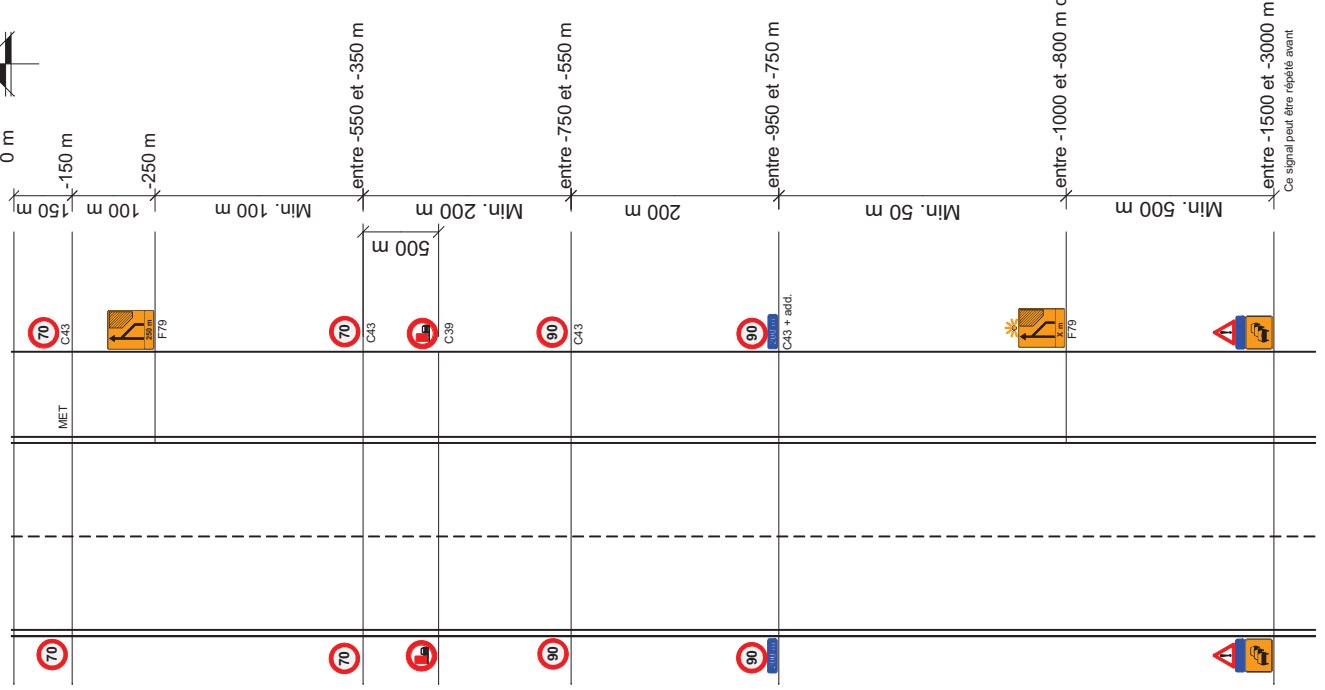 0 m
-150 m
-250 m
entre -550 et -350 m
entre -750 et -550 m
entre -950 et -750 m
entre -1000 et -800 m
entre -1500 et -3000 m
Ce signal peut être répété avant
150 m
100 m
Min. 100 m
Min. 200 m
200 m
Min. 50 m
Min. 500 m
500 m
70
C43
250 m
F79
70
C43
C39
90
C43
90
200 m
C43 + add.
X m
F79
MET
70
70
90
90
200 m